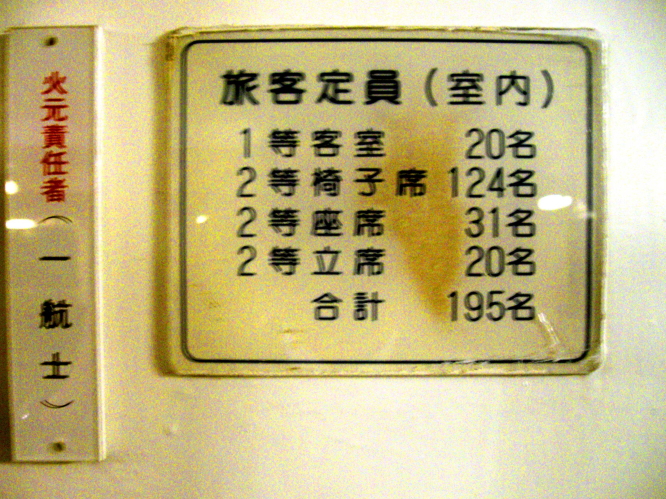 火元責任者(一航士)
旅客定員(室内)
1等客室 20名
2等椅子席 124名
2等座席 31名
2等立席 20名
合計 195名